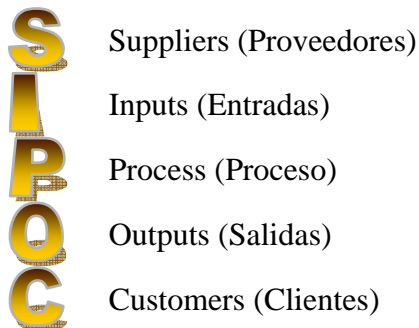 S Suppliers (Proveedores)
I Inputs (Entradas)
P Process (Proceso)
O Outputs (Salidas)
C Customers (Clientes)